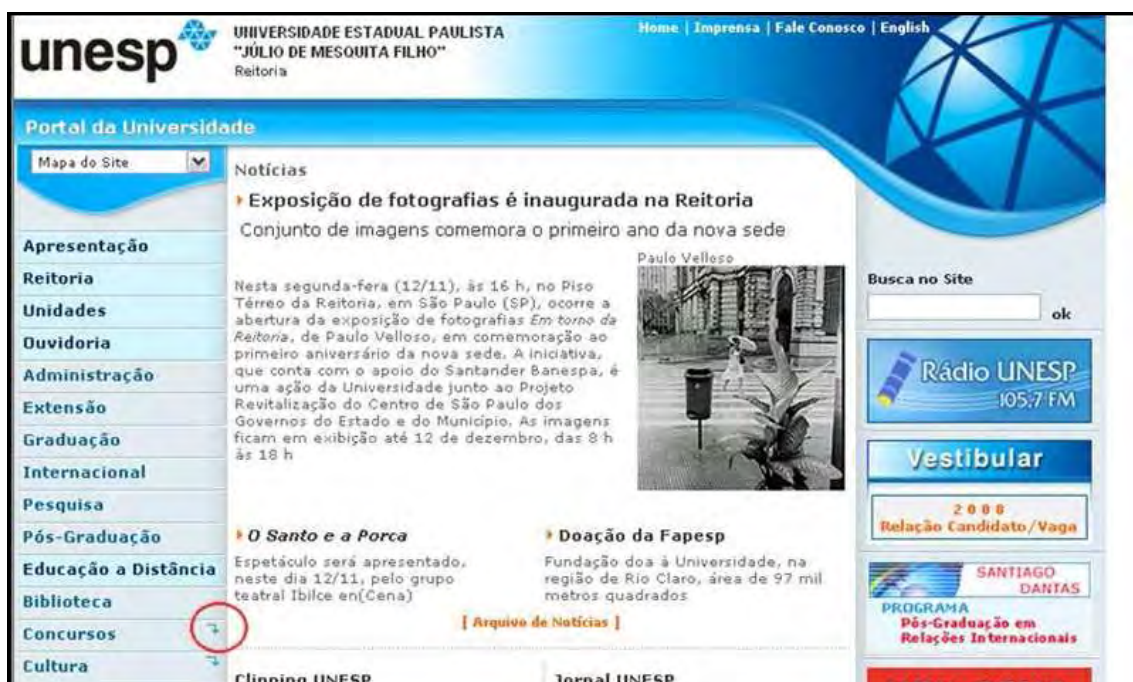 unesp
UNIVERSIDADE ESTADUAL PAULISTA
"JÚLIO DE MESQUITA FILHO"
Reitoria
Home | Imprensa | Fale Conosco | English
Portal da Universidade
Mapa do Site
Apresentação
Reitoria
Unidades
Ouvidoria
Administração
Extensão
Graduação
Internacional
Pesquisa
Pós-Graduação
Educação a Distância
Biblioteca
Concursos
Cultura
Notícias
Exposição de fotografias é inaugurada na Reitoria
Conjunto de imagens comemora o primeiro ano da nova sede
Paulo Velloso
Nesta segunda-fera (12/11), às 16 h, no Piso
Térreo da Reitoria, em São Paulo (SP), ocorre a
abertura da exposição de fotografias Em torno da
Reitoria, de Paulo Velloso, em comemoração ao
primeiro aniversário da nova sede. A iniciativa,
que conta com o apoio do Santander Banespa, é
uma ação da Universidade junto ao Projeto
Revitalização do Centro de São Paulo dos
Governos do Estado e do Município. As imagens
ficam em exibição até 12 de dezembro, das 8 h
às 18 h
O Santo e a Porca
Espetáculo será apresentado,
neste dia 12/11, pelo grupo
teatral Ibilce en(Cena)
Doação da Fapesp
Fundação doa à Universidade, na
região de Rio Claro, área de 97 mil
metros quadrados
[ Arquivo de Notícias ]
Clipping UNESP
Jornal UNESP
Busca no Site
ok
Rádio UNESP
105,7 FM
Vestibular
2008
Relação Candidato/Vaga
SANTIAGO
DANTAS
PROGRAMA
Pós-Graduação em
Relações Internacionais